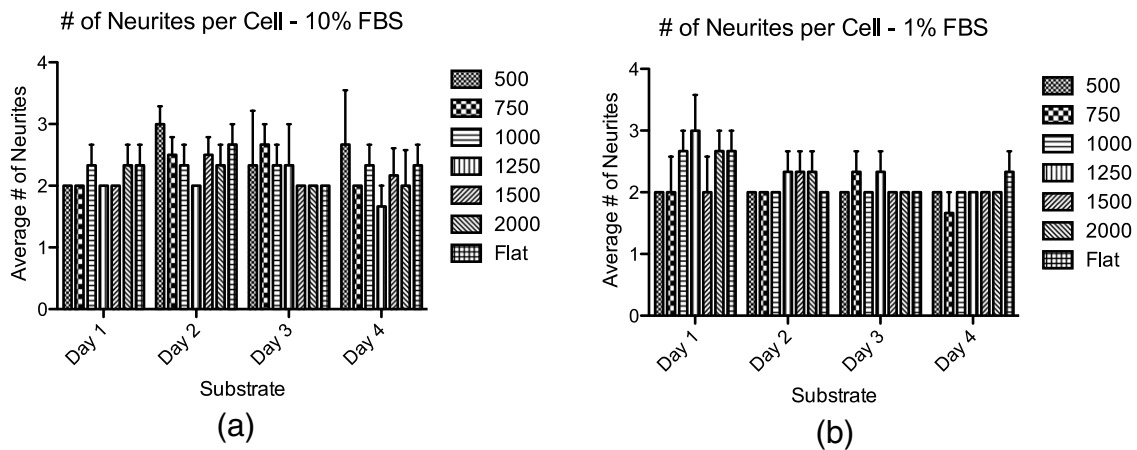 # of Neurites per Cell - 10% FBS
Average # of Neurites
4
3
2
1
0
Day 1
Day 2
Day 3
Day 4
Substrate
500
750
1000
1250
1500
2000
Flat
(a)
# of Neurites per Cell - 1% FBS
Average # of Neurites
4
3
2
1
0
Day 1
Day 2
Day 3
Day 4
Substrate
500
750
1000
1250
1500
2000
Flat
(b)